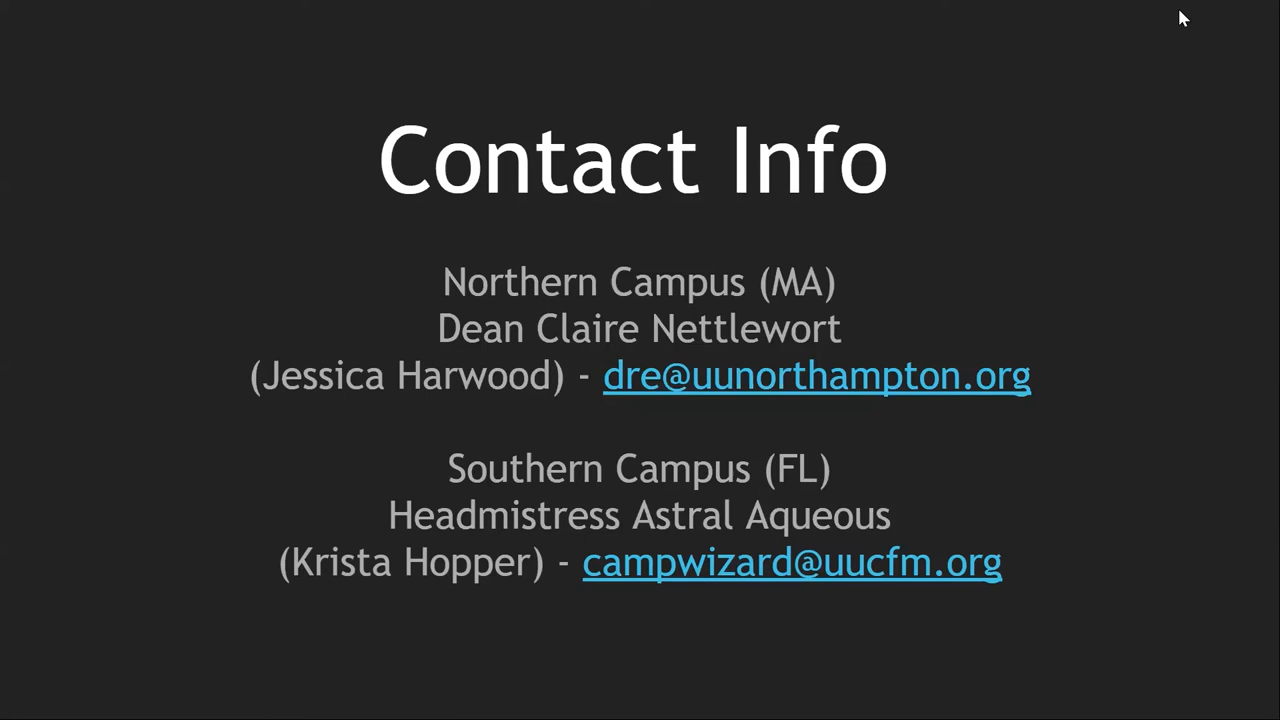 Contact Info
Northern Campus (MA)
Dean Claire Nettlewort
(Jessica Harwood) - dre@uunorthampton.org
Southern Campus (FL)
Headmistress Astral Aqueous
(Krista Hopper) - campwizard@uucfm.org